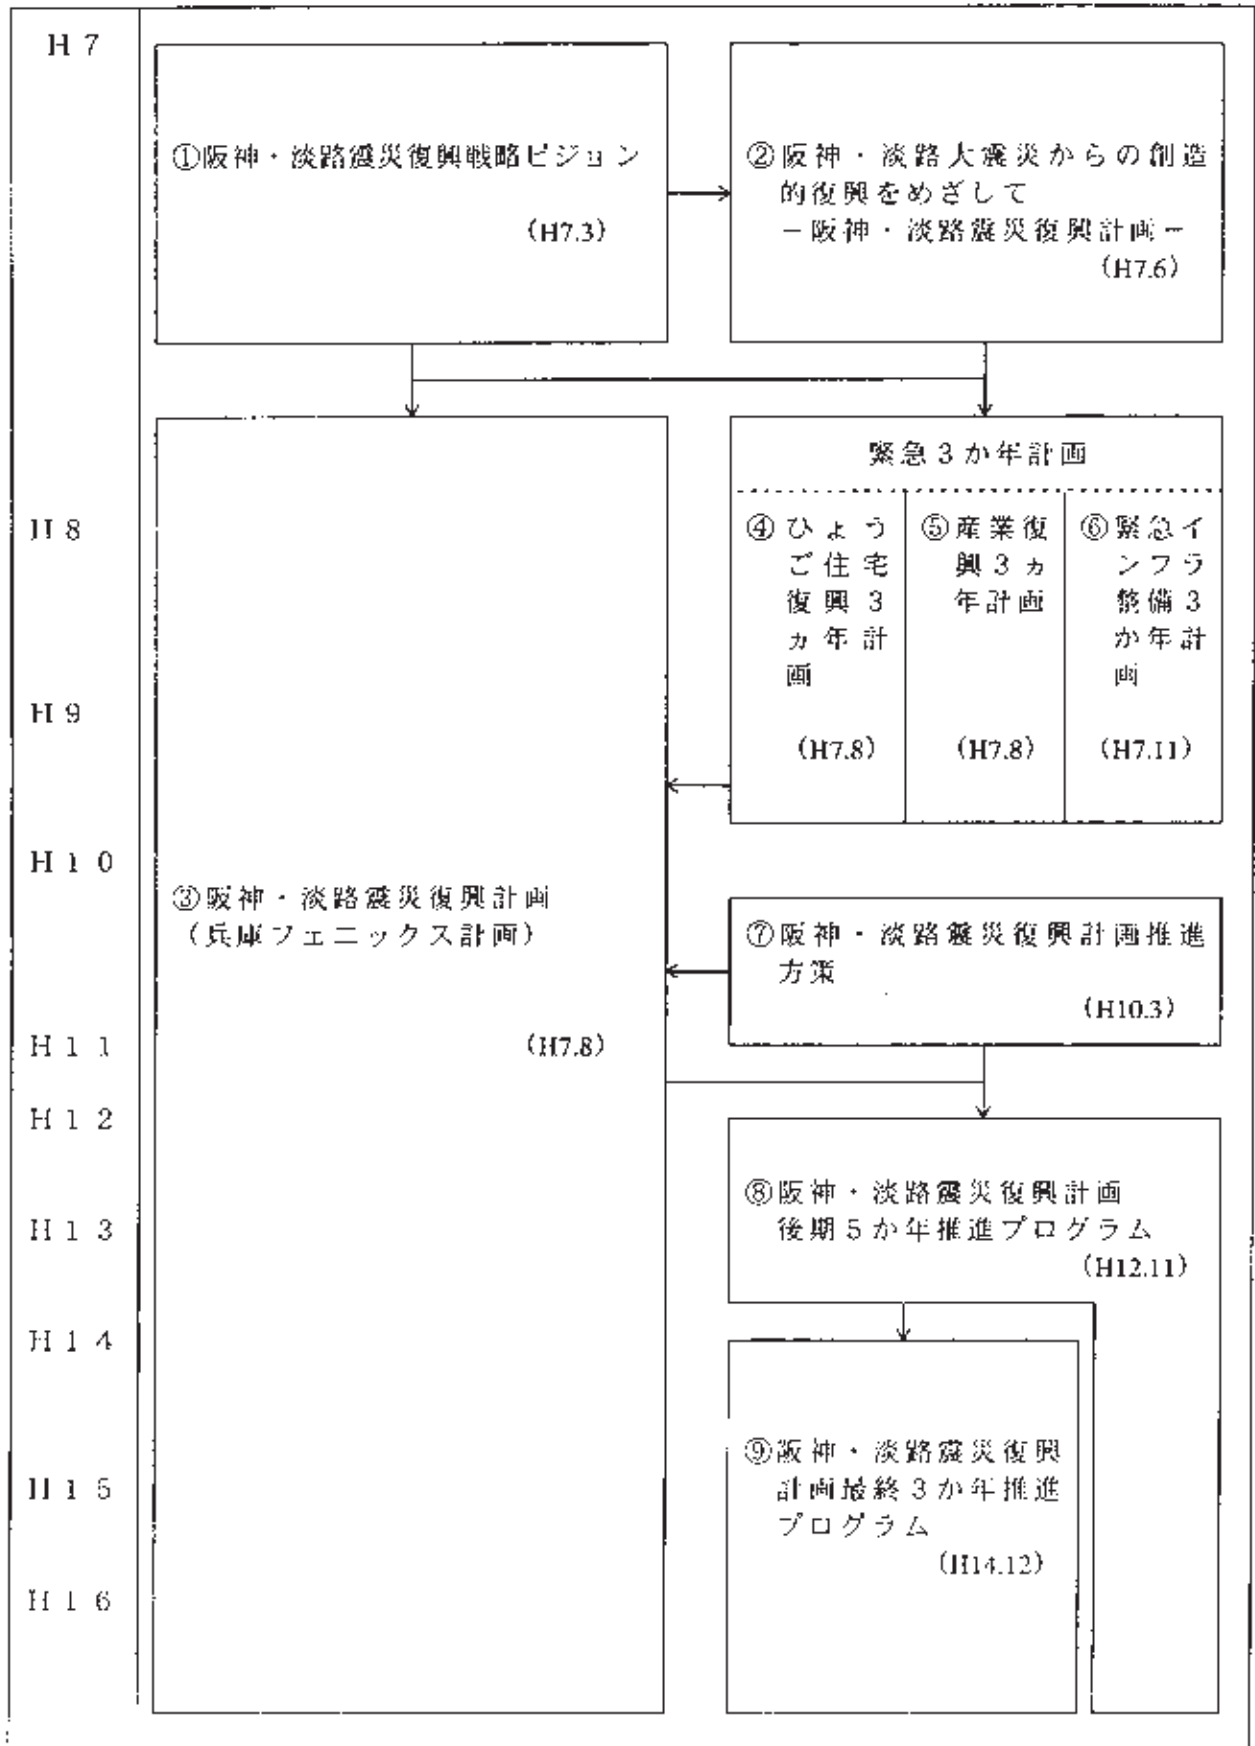 H7
①阪神・淡路震災復興戦略ビジョン
(H7.3)
②阪神・淡路大震災からの創造
的復興をめざして
－阪神・淡路震災復興計画－
(H7.6)
緊急3か年計画
H8
④ひょう
ご住宅
復興3
ヵ年計
画
(H7.8)
⑤産業復
興3ヵ
年計画
(H7.8)
⑥緊急イ
ンフラ
整備3
か年計
画
(H7.11)
H9
H10
③阪神・淡路震災復興計画
(兵庫フェニックス計画)
(H7.8)
⑦阪神・淡路震災復興計画推進
方策
(H10.3)
H11
H12
⑧阪神・淡路震災復興計画
後期5か年推進プログラム
(H12.11)
H13
H14
⑨阪神・淡路震災復興
計画最終3か年推進
プログラム
(H14.12)
H15
H16